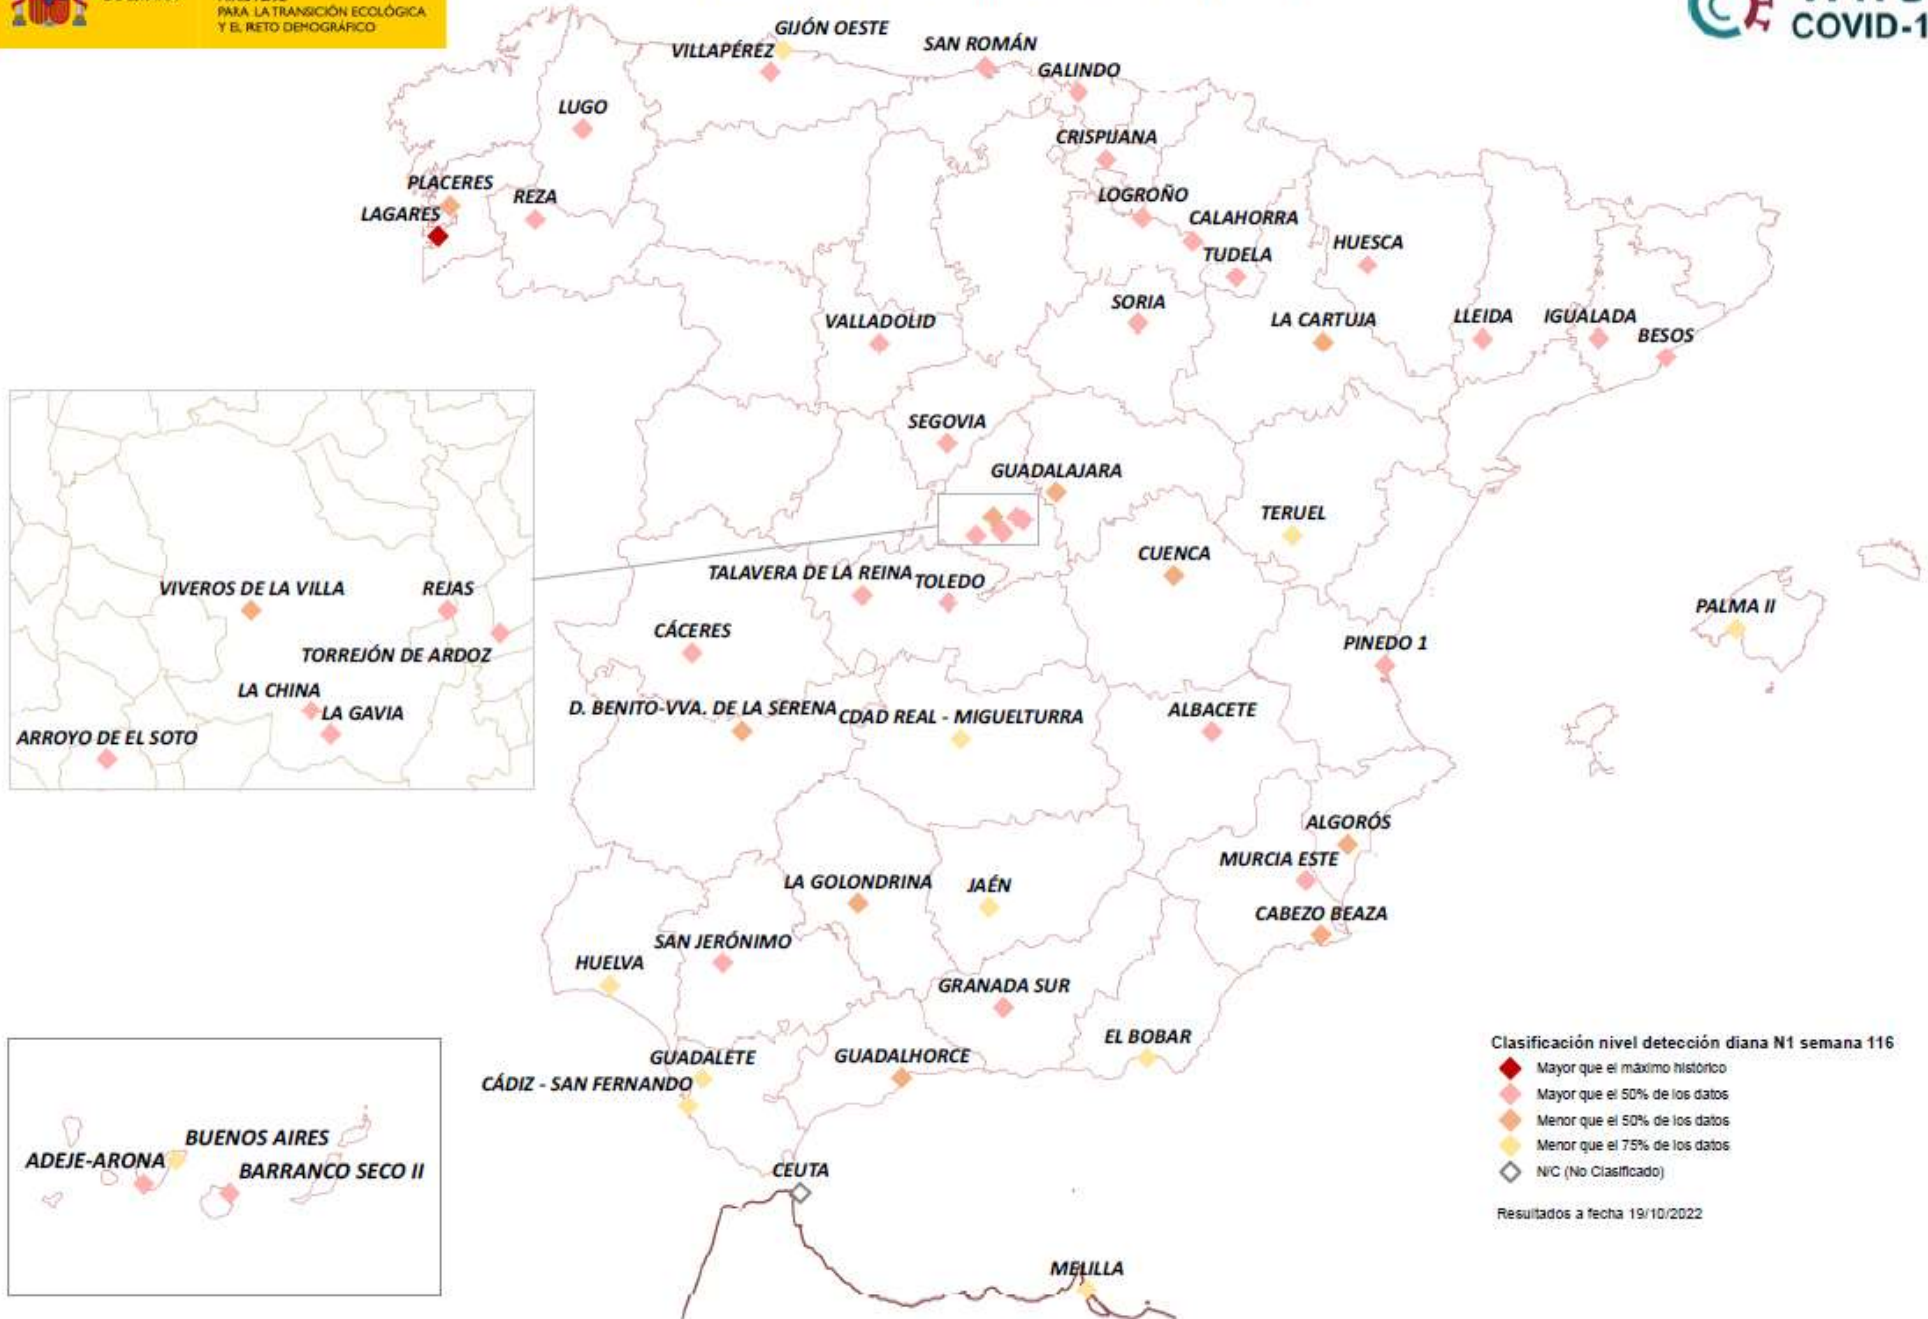 PARA LA TRANSICIÓN ECOLÓGICA
Y EL RETO DEMOGRÁFICO
COVID-1
GIJÓN OESTE
VILLAPÉREZ
SAN ROMÁN
GALINDO
LUGO
CRISPIJANA
PLACERES
REZA
LOGROÑO
LAGARES
CALAHORRA
HUESCA
TUDELA
SORIA
VALLADOLID
LA CARTUJA
LLEIDA
IGUALADA
BESOS
SEGOVIA
GUADALAJARA
TERUEL
CUENCA
TALAVERA DE LA REINA
TOLEDO
VIVEROS DE LA VILLA
REJAS
PALMA II
CÁCERES
PINEDO 1
TORREJÓN DE ARDOZ
LA CHINA
LA GAVIA
ARROYO DE EL SOTO
D. BENITO-VVA. DE LA SERENA
CDAD REAL - MIGUELTURRA
ALBACETE
ALGORÓS
MURCIA ESTE
LA GOLONDRINA
JAÉN
CABEZO BEAZA
SAN JERÓNIMO
HUELVA
GRANADA SUR
EL BOBAR
GUADALETE
GUADALHORCE
CÁDIZ - SAN FERNANDO
BUENOS AIRES
ADEJE-ARONA
BARRANCO SECO II
CEUTA
MELILLA
Clasificación nivel detección diana N1 semana 116
Mayor que el máximo histórico
Mayor que el 50% de los datos
Menor que el 50% de los datos
Menor que el 75% de los datos
N/C (No Clasificado)
Resultados a fecha 19/10/2022